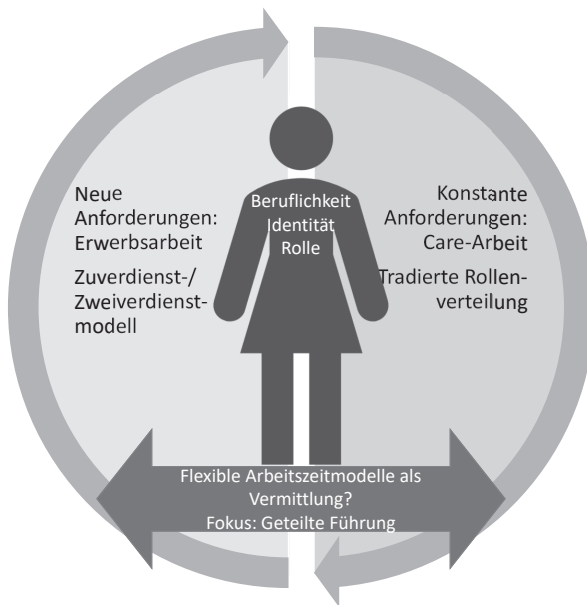 Neue
Anforderungen:
Erwerbsarbeit
Zuverdienst-/
Zweiverdienst-
modell
Beruflichkeit
Identität
Rolle
Konstante
Anforderungen:
Care-Arbeit
Tradierte Rollen-
verteilung
Flexible Arbeitszeitmodelle als
Vermittlung?
Fokus: Geteilte Führung